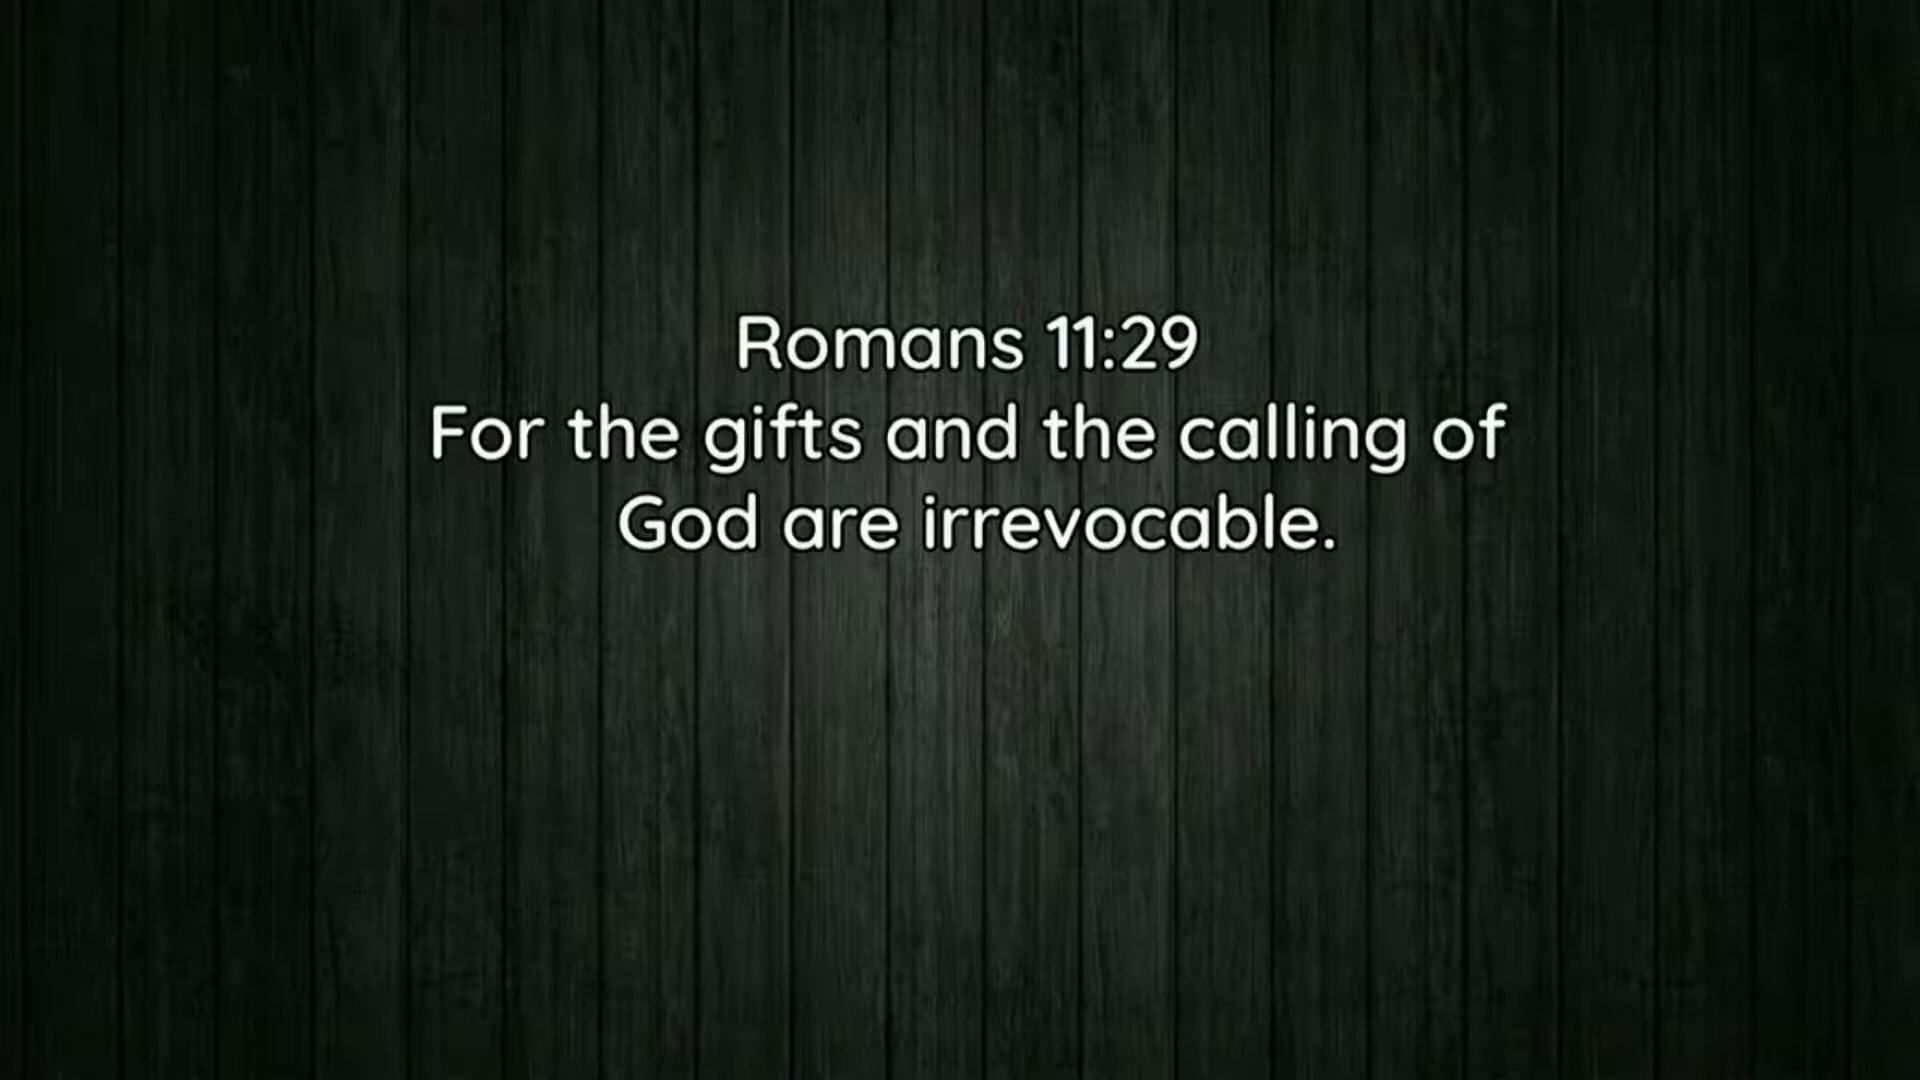 Romans 11:29
For the gifts and the calling of
God are irrevocable.